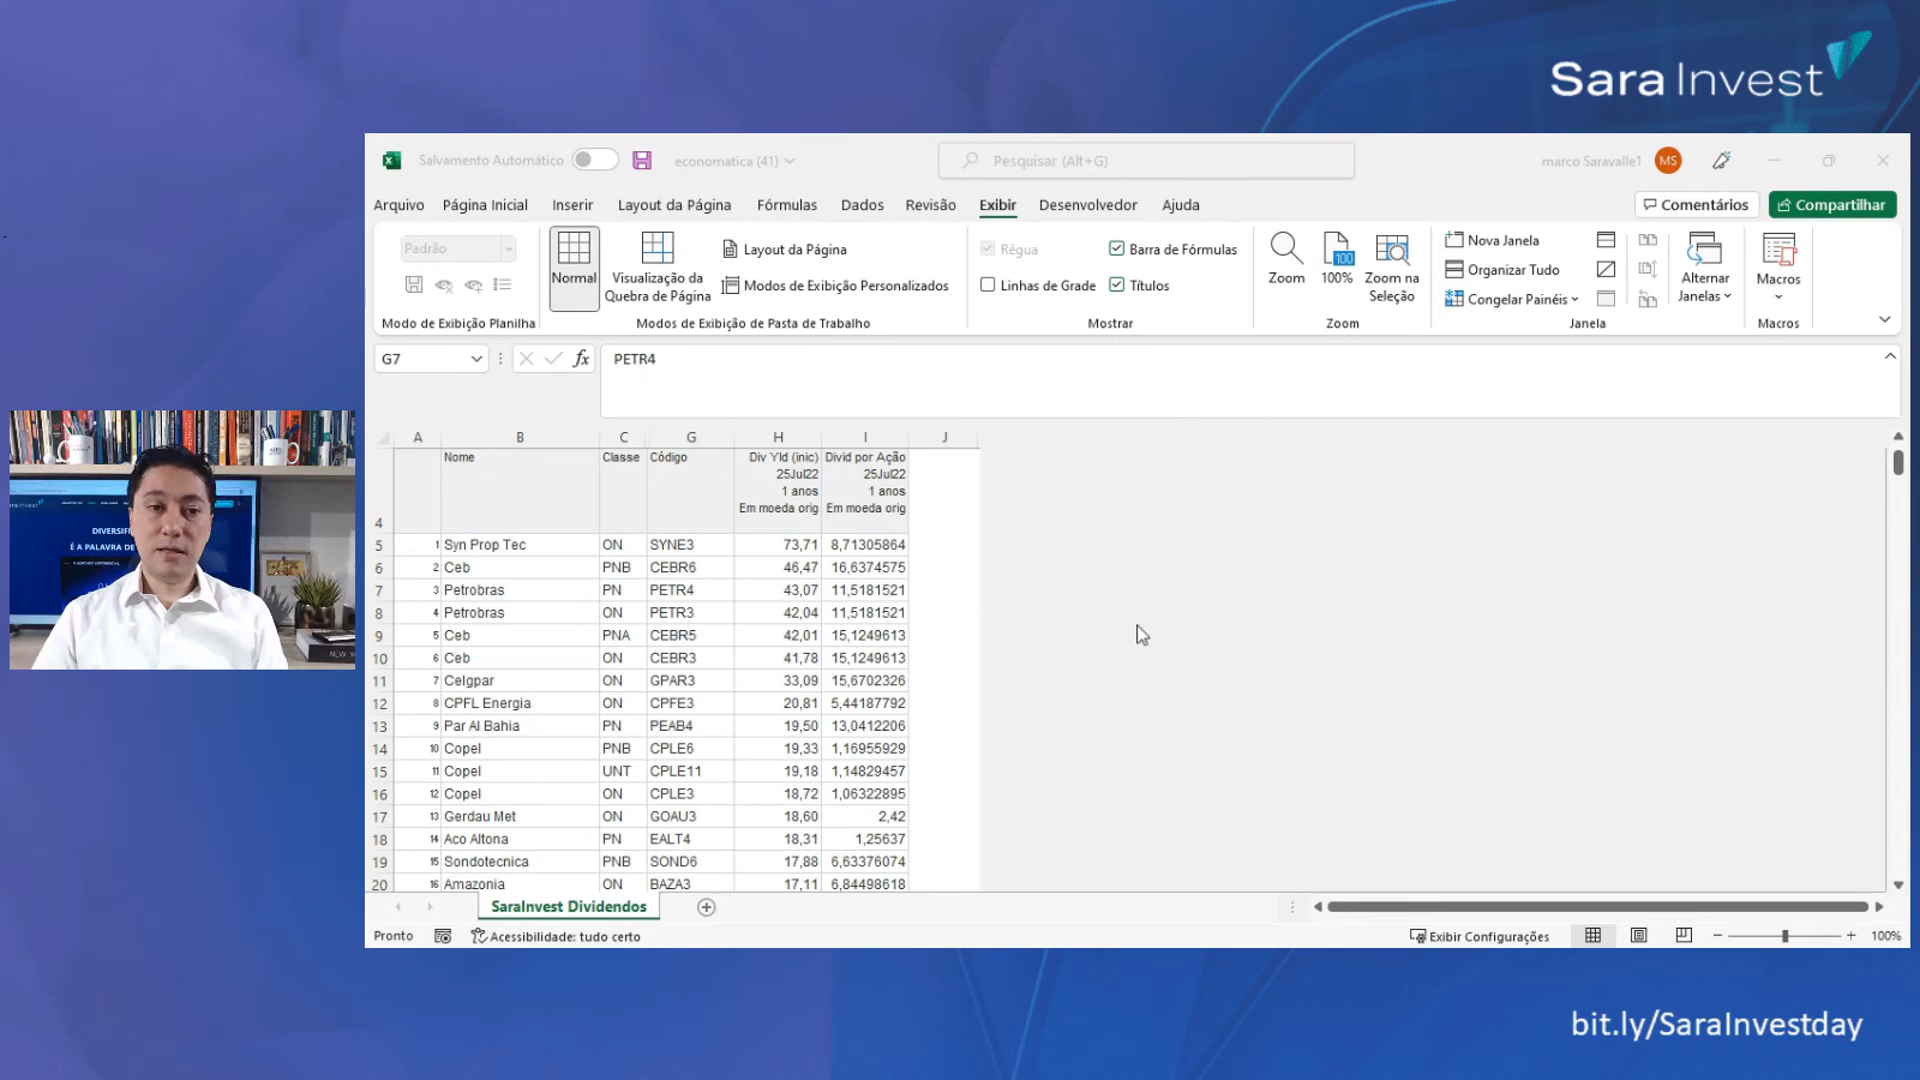 Sara Invest
Salvamento Automático
economatica (41)
Pesquisar (Alt+G)
marco Saravalle1
MS
Arquivo
Página Inicial
Inserir
Layout da Página
Fórmulas
Dados
Revisão
Exibir
Desenvolvedor
Ajuda
Comentários
Compartilhar
Padrão
Normal
Visualização da
Quebra de Página
Layout da Página
Modos de Exibição Personalizados
Régua
Barra de Fórmulas
Linhas de Grade
Títulos
Zoom
100
100%
Zoom na
Seleção
Nova Janela
Organizar Tudo
Congelar Painéis
Alternar
Janelas
Macros
Modo de Exibição Planilha
Modos de Exibição de Pasta de Trabalho
Mostrar
Zoom
Janela
Macros
G7
fx
PETR4
A B C G H I J
Nome Classe Código Div Yld (inic) Divid por Ação
25Jul22 25Jul22
1 anos 1 anos
Em moeda orig Em moeda orig
4
5 1 Syn Prop Tec ON SYNE3 73,71 8,71305864
6 2 Ceb PNB CEBR6 46,47 16,6374575
7 3 Petrobras PN PETR4 43,07 11,5181521
8 4 Petrobras ON PETR3 42,04 11,5181521
9 5 Ceb PNA CEBR5 42,01 15,1249613
10 6 Ceb ON CEBR3 41,78 15,1249613
11 7 Celgpar ON GPAR3 33,09 15,6702326
12 8 CPFL Energia ON CPFE3 20,81 5,44187792
13 9 Par Al Bahia PN PEAB4 19,50 13,0412206
14 10 Copel PNB CPLE6 19,33 1,16955929
15 11 Copel UNT CPLE11 19,18 1,14829457
16 12 Copel ON CPLE3 18,72 1,06322895
17 13 Gerdau Met ON GOAU3 18,60 2,42
18 14 Aco Altona PN EALT4 18,31 1,25637
19 15 Sondotecnica PNB SOND6 17,88 6,63376074
20 16 Amazonia ON BAZA3 17,11 6,84498618
SaraInvest Dividendos
Pronto
Acessibilidade: tudo certo
Exibir Configurações
100%
DIVERSIF
É A PALAVRA DE
bit.ly/SaraInvestday